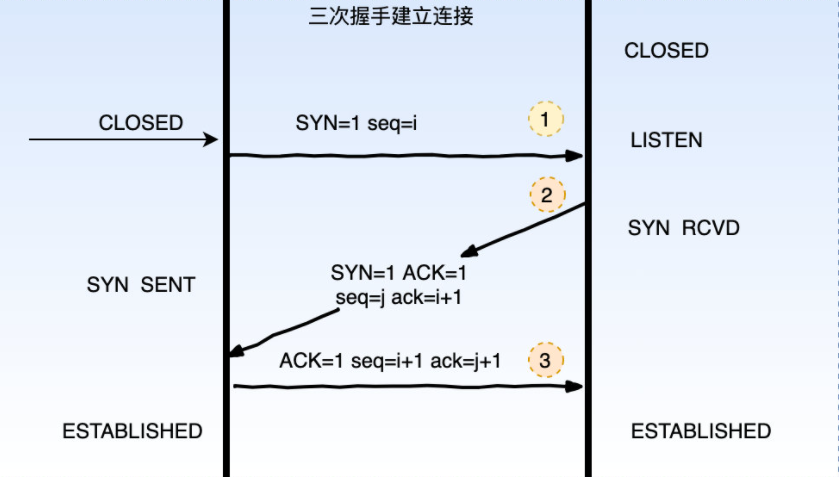 三次握手建立连接
CLOSED
CLOSED
SYN=1 seq=i
1
LISTEN
2
SYN RCVD
SYN=1 ACK=1
seq=j ack=i+1
SYN SENT
ACK=1 seq=i+1 ack=j+1
3
ESTABLISHED
ESTABLISHED